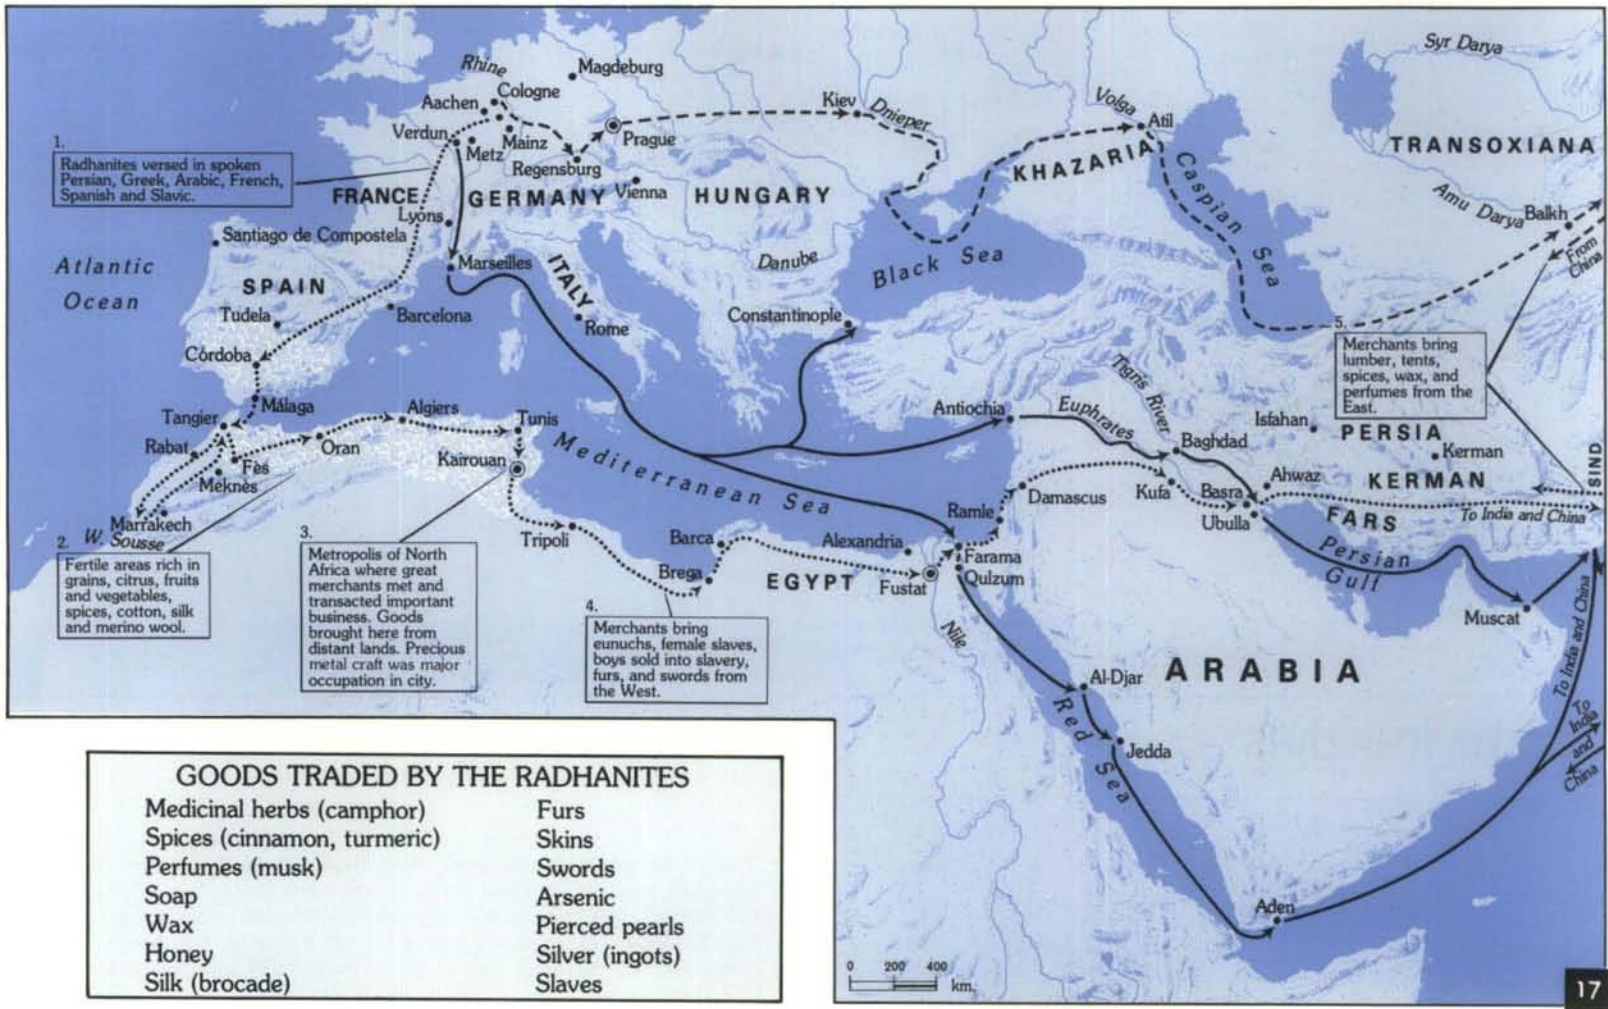 Rhine
Magdeburg
Cologne
Aachen
Verdun
Mainz
Metz
Regensburg
Prague
Vienna
Kiev
Dnieper
Volga
Atil
Syr Darya
TRANSOXIANA
KHAZARIA
Caspian Sea
Amu Darya
Balkh
From
China
1.
Radhanites versed in spoken
Persian, Greek, Arabic, French,
Spanish and Slavic.
FRANCE
GERMANY
HUNGARY
Lyons
Santiago de Compostela
Atlantic
Ocean
SPAIN
Marseilles
ITALY
Danube
Black Sea
Tudela
Barcelona
Rome
Constantinople
Córdoba
Málaga
5.
Merchants bring
lumber, tents,
spices, wax, and
perfumes from the
East.
Tangier
Algiers
Tunis
Antiochia
Euphrates
Tigris River
Baghdad
Isfahan
PERSIA
Kerman
KERMAN
SIND
Rabat
Oran
Fès
Meknès
Kairouan
Mediterranean Sea
Damascus
Kufa
Basra
Ubulla
Ahwaz
FARS
To India and China
Marrakech
W. Sousse
Tripoli
Barca
Brega
Alexandria
Ramle
Farama
Qulzum
EGYPT
Fustat
Nile
Persian
Gulf
Muscat
2.
Fertile areas rich in
grains, citrus, fruits
and vegetables,
spices, cotton, silk
and merino wool.
3.
Metropolis of North
Africa where great
merchants met and
transacted important
business. Goods
brought here from
distant lands. Precious
metal craft was major
occupation in city.
4.
Merchants bring
eunuchs, female slaves,
boys sold into slavery,
furs, and swords from
the West.
ARABIA
Al-Djar
Red Sea
Jedda
To India and China
To
India
and
China
Aden
0 200 400
km.
GOODS TRADED BY THE RADHANITES
Medicinal herbs (camphor)
Spices (cinnamon, turmeric)
Perfumes (musk)
Soap
Wax
Honey
Silk (brocade)
Furs
Skins
Swords
Arsenic
Pierced pearls
Silver (ingots)
Slaves
17